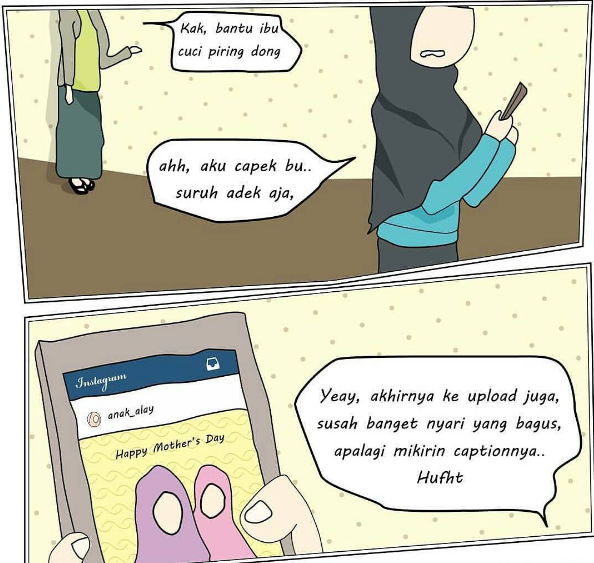 Kak, bantu ibu
cuci piring dong
ahh, aku capek bu..
suruh adek aja,
Instagram
anak_alay
Happy Mother's Day
Yeay, akhirnya ke upload juga,
susah banget nyari yang bagus,
apalagi mikirin captionnya..
Hufht